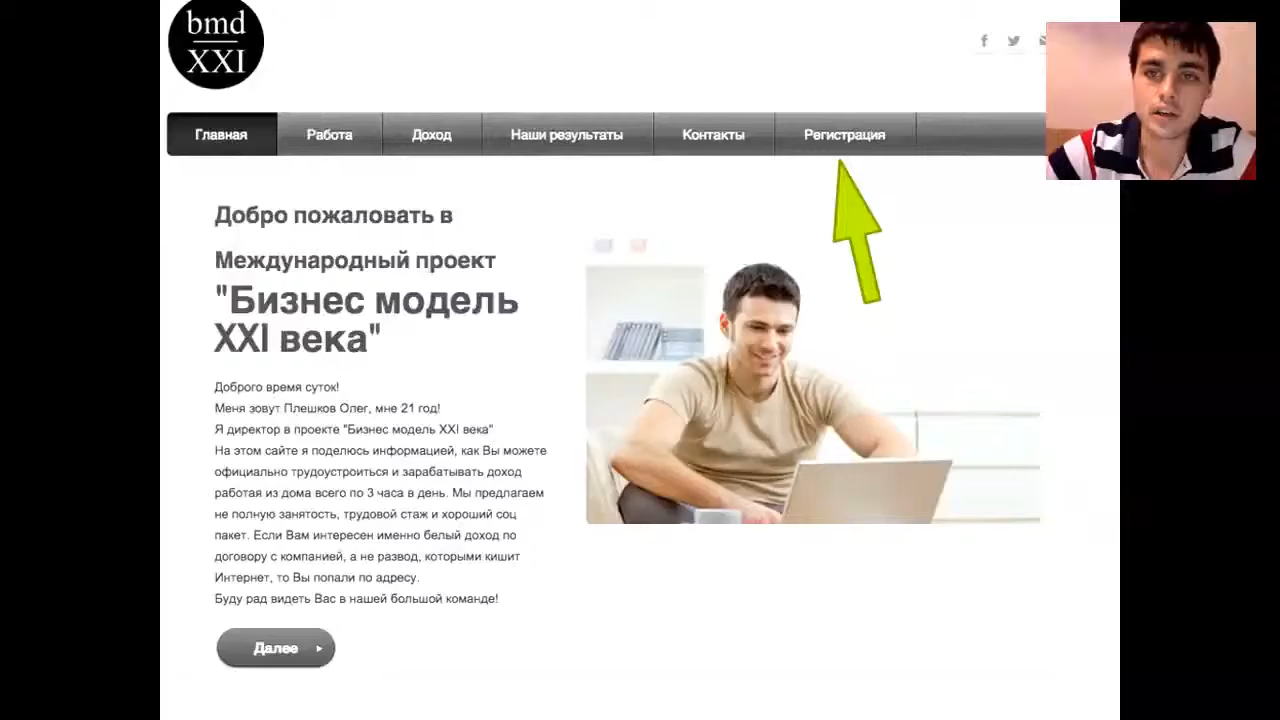 bmd
XXI
Главная
Работа
Доход
Наши результаты
Контакты
Регистрация
Добро пожаловать в
Международный проект
"Бизнес модель
XXI века"
Доброго время суток!
Меня зовут Плешков Олег, мне 21 год!
Я директор в проекте "Бизнес модель XXI века"
На этом сайте я поделюсь информацией, как Вы можете
официально трудоустроиться и зарабатывать доход
работая из дома всего по 3 часа в день. Мы предлагаем
не полную занятость, трудовой стаж и хороший соц
пакет. Если Вам интересен именно белый доход по
договору с компанией, а не развод, которыми кишит
Интернет, то Вы попали по адресу.
Буду рад видеть Вас в нашей большой команде!
Далее